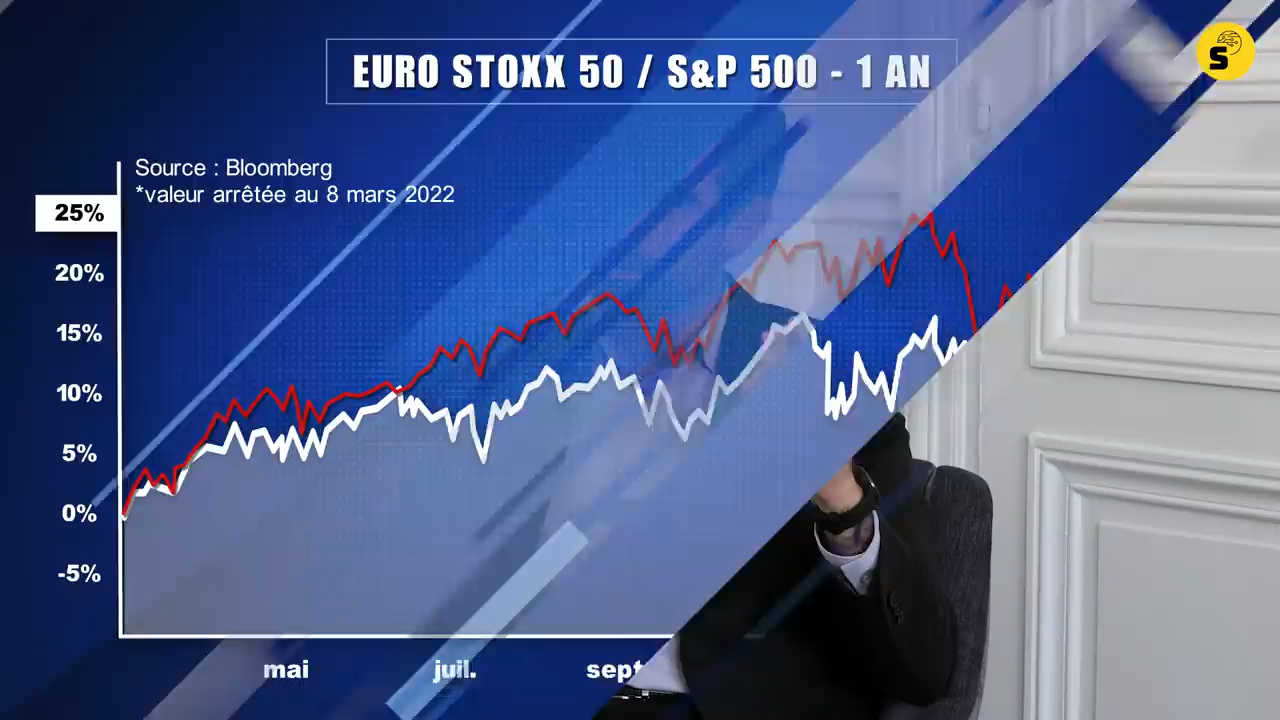 EURO STOXX 50 / S&P 500 - 1 AN
S
Source : Bloomberg
*valeur arrêtée au 8 mars 2022
25%
20%
15%
10%
5%
0%
-5%
mai juil. sept